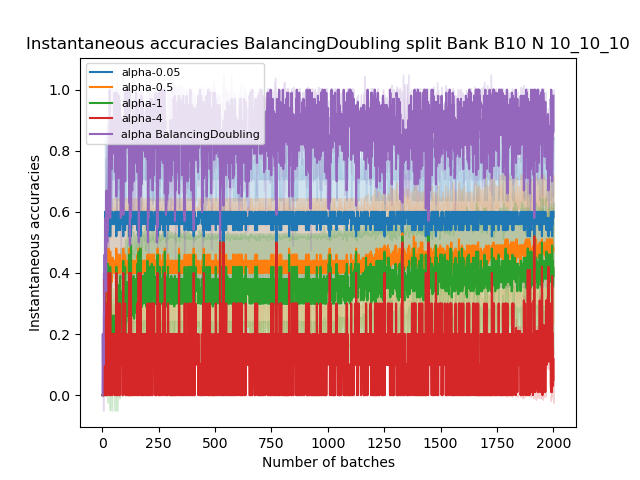 Instantaneous accuracies BalancingDoubling split Bank B10 N 10_10_10
alpha-0.05
alpha-0.5
alpha-1
alpha-4
alpha BalancingDoubling
1.0
0.8
0.6
0.4
0.2
0.0
Instantaneous accuracies
0 250 500 750 1000 1250 1500 1750 2000
Number of batches